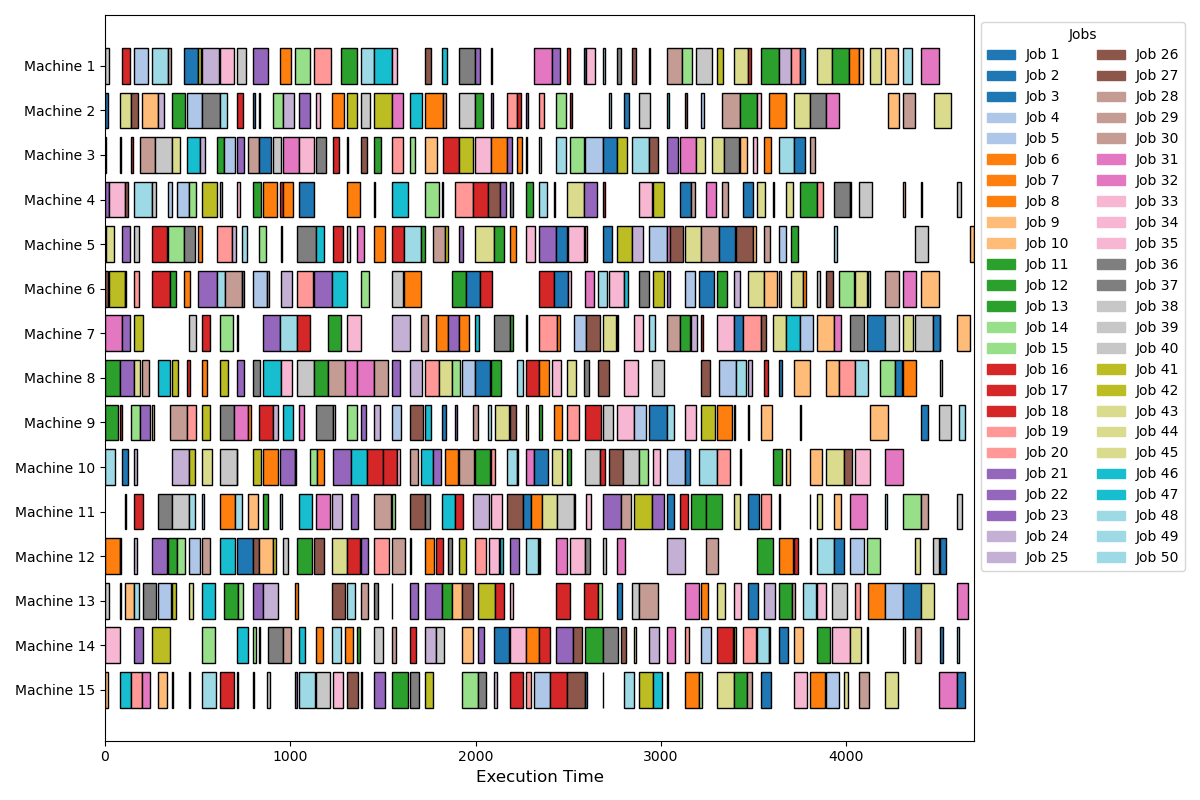 Machine 1
Machine 2
Machine 3
Machine 4
Machine 5
Machine 6
Machine 7
Machine 8
Machine 9
Machine 10
Machine 11
Machine 12
Machine 13
Machine 14
Machine 15
0 1000 2000 3000 4000
Execution Time
Jobs
Job 1
Job 2
Job 3
Job 4
Job 5
Job 6
Job 7
Job 8
Job 9
Job 10
Job 11
Job 12
Job 13
Job 14
Job 15
Job 16
Job 17
Job 18
Job 19
Job 20
Job 21
Job 22
Job 23
Job 24
Job 25
Job 26
Job 27
Job 28
Job 29
Job 30
Job 31
Job 32
Job 33
Job 34
Job 35
Job 36
Job 37
Job 38
Job 39
Job 40
Job 41
Job 42
Job 43
Job 44
Job 45
Job 46
Job 47
Job 48
Job 49
Job 50